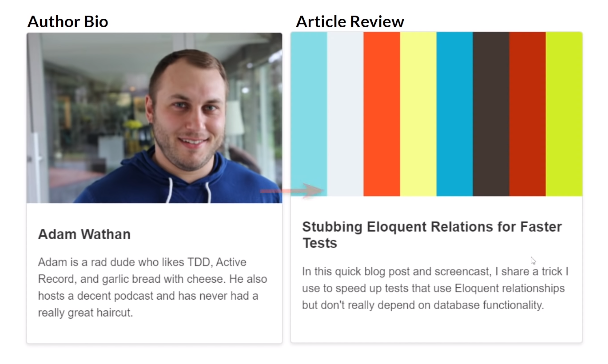 Author Bio
Adam Wathan
Adam is a rad dude who likes TDD, Active
Record, and garlic bread with cheese. He also
hosts a decent podcast and has never had a
really great haircut.
Article Review
Stubbing Eloquent Relations for Faster
Tests
In this quick blog post and screencast, I share a trick I
use to speed up tests that use Eloquent relationships
but don't really depend on database functionality.